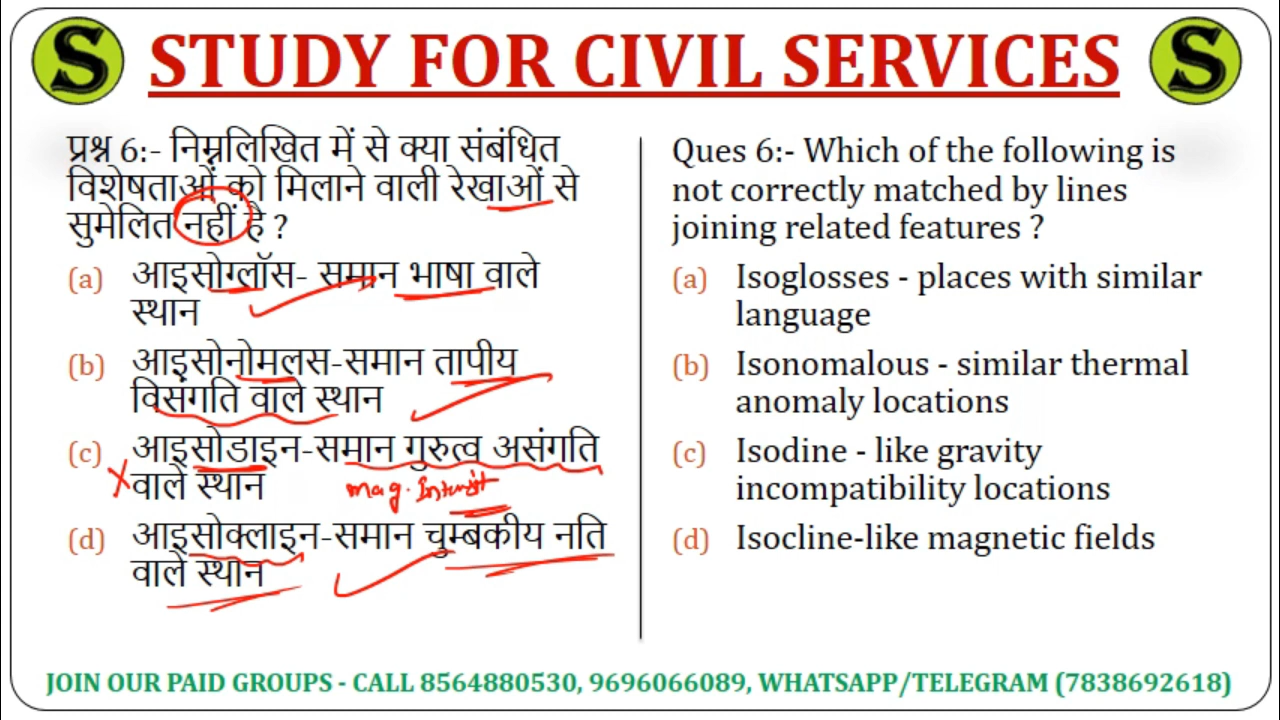 S STUDY FOR CIVIL SERVICES S
प्रश्न 6:- निम्नलिखित में से क्या संबंधित
विशेषताओं को मिलाने वाली रेखाओं से
सुमेलित नहीं है ?
(a) आइसोग्लॉस- समान भाषा वाले
स्थान
(b) आइसोनोमलस-समान तापीय
विसंगति वाले स्थान
(c) आइसोडाइन-समान गुरुत्व असंगति
वाले स्थान
mag.
(d) आइसोक्लाइन-समान चुम्बकीय नति
वाले स्थान
Ques 6:- Which of the following is
not correctly matched by lines
joining related features ?
(a) Isoglosses - places with similar
language
(b) Isonomalous - similar thermal
anomaly locations
(c) Isodine - like gravity
incompatibility locations
(d) Isocline-like magnetic fields
JOIN OUR PAID GROUPS - CALL 8564880530, 9696066089, WHATSAPP/TELEGRAM (7838692618)